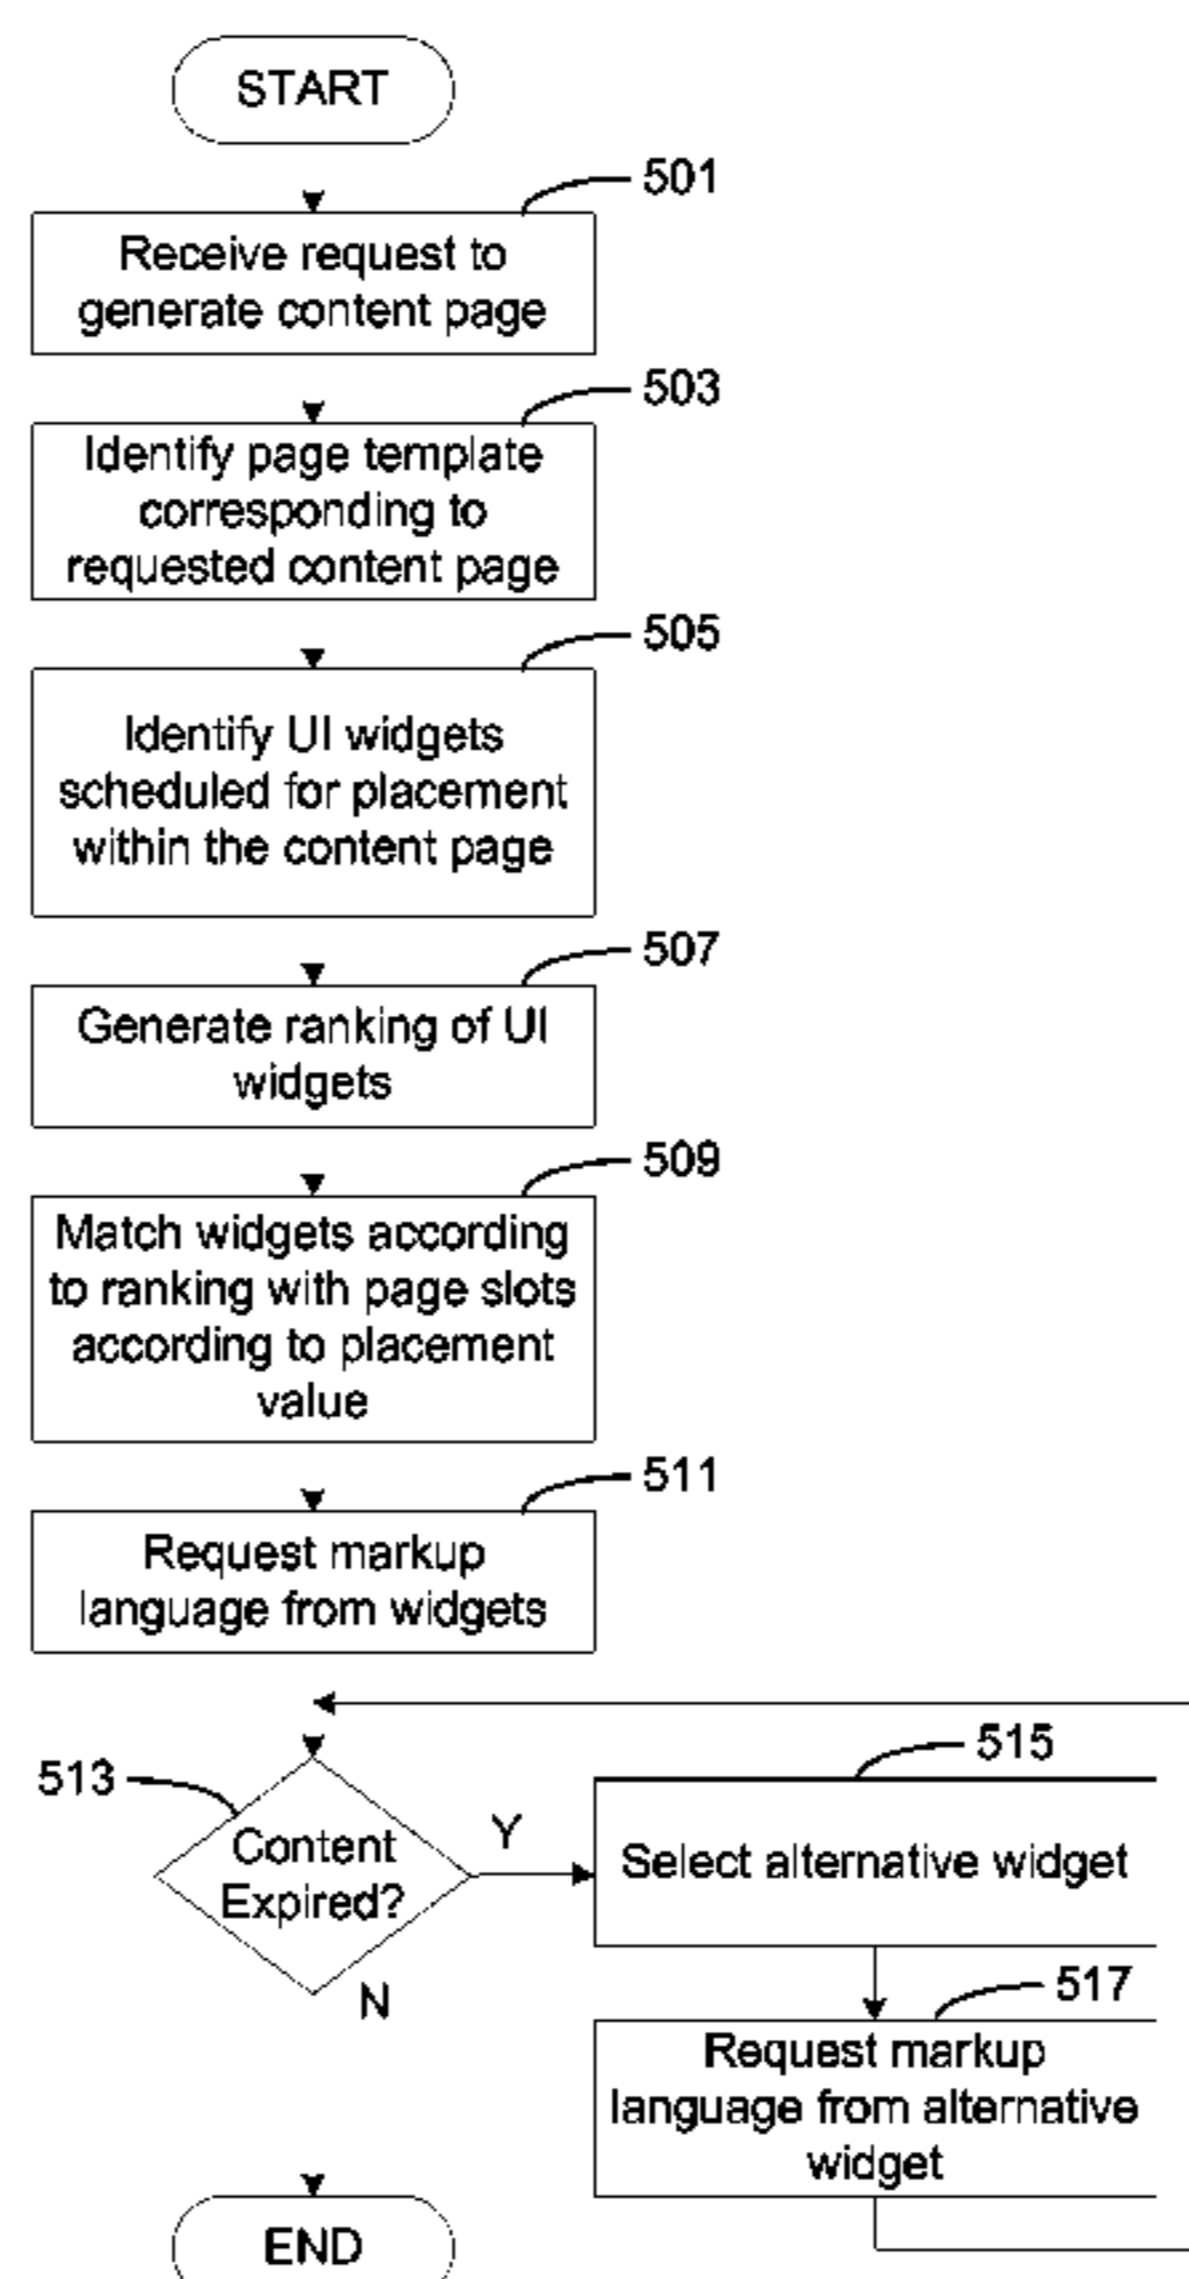 START
501
Receive request to
generate content page
503
Identify page template
corresponding to
requested content page
505
Identify UI widgets
scheduled for placement
within the content page
507
Generate ranking of UI
widgets
509
Match widgets according
to ranking with page slots
according to placement
value
511
Request markup
language from widgets
513
Content
Expired?
Y
N
515
Select alternative widget
517
Request markup
language from alternative
widget
END